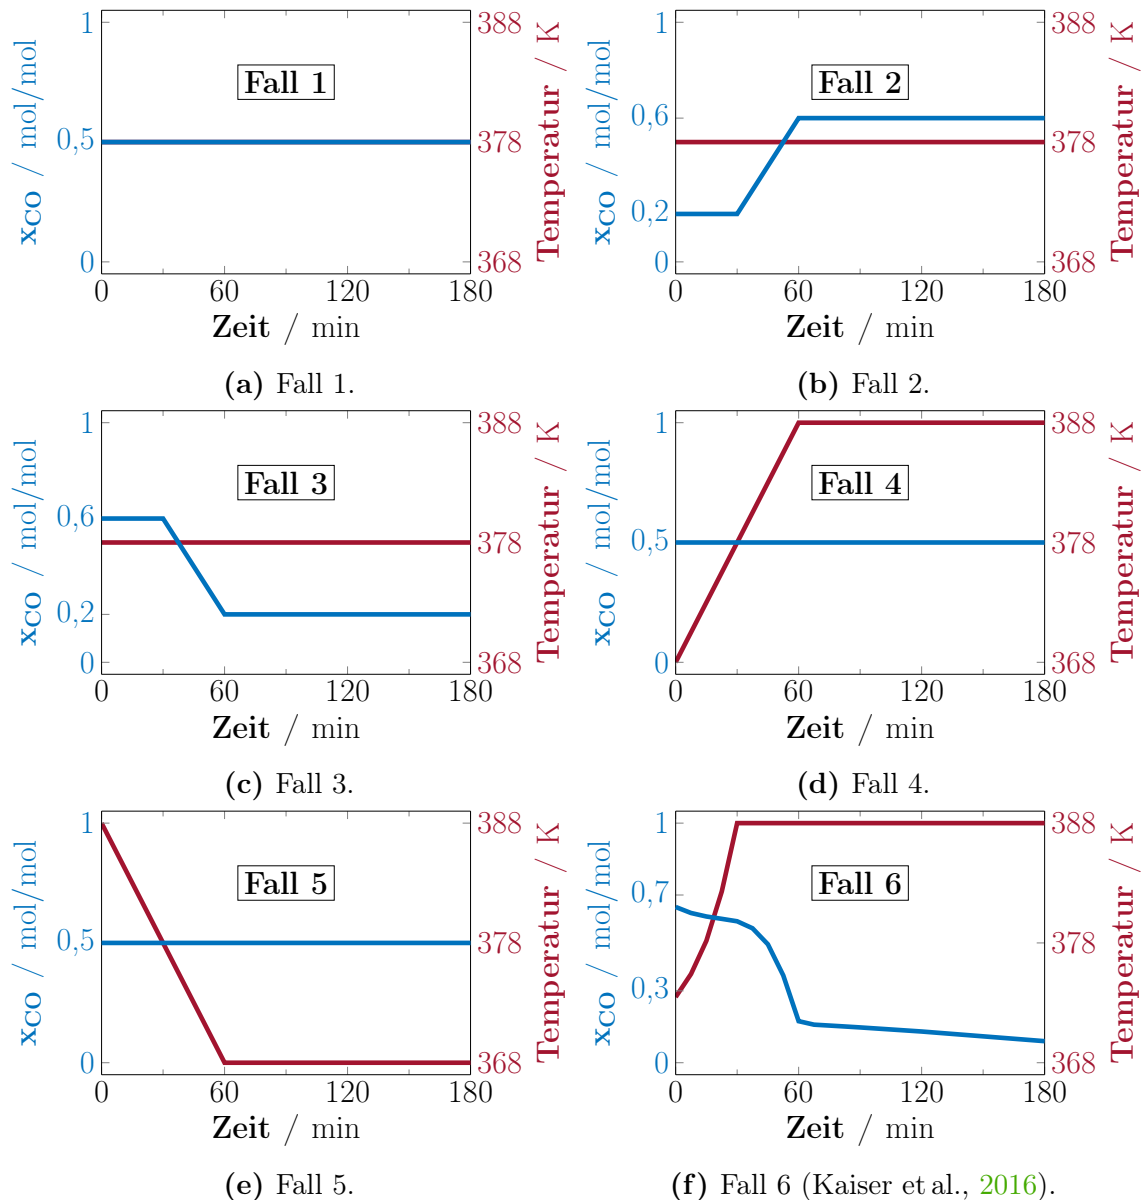 1
0,5
0
x_CO / mol/mol
Fall 1
388
378
368
Temperatur / K
0 60 120 180
Zeit / min
(a) Fall 1.
1
0,6
0,2
0
x_CO / mol/mol
Fall 2
388
378
368
Temperatur / K
0 60 120 180
Zeit / min
(b) Fall 2.
1
0,6
0,2
0
x_CO / mol/mol
Fall 3
388
378
368
Temperatur / K
0 60 120 180
Zeit / min
(c) Fall 3.
1
0,5
0
x_CO / mol/mol
Fall 4
388
378
368
Temperatur / K
0 60 120 180
Zeit / min
(d) Fall 4.
1
0,5
0
x_CO / mol/mol
Fall 5
388
378
368
Temperatur / K
0 60 120 180
Zeit / min
(e) Fall 5.
1
0,7
0,3
0
x_CO / mol/mol
Fall 6
388
378
368
Temperatur / K
0 60 120 180
Zeit / min
(f) Fall 6 (Kaiser et al., 2016).